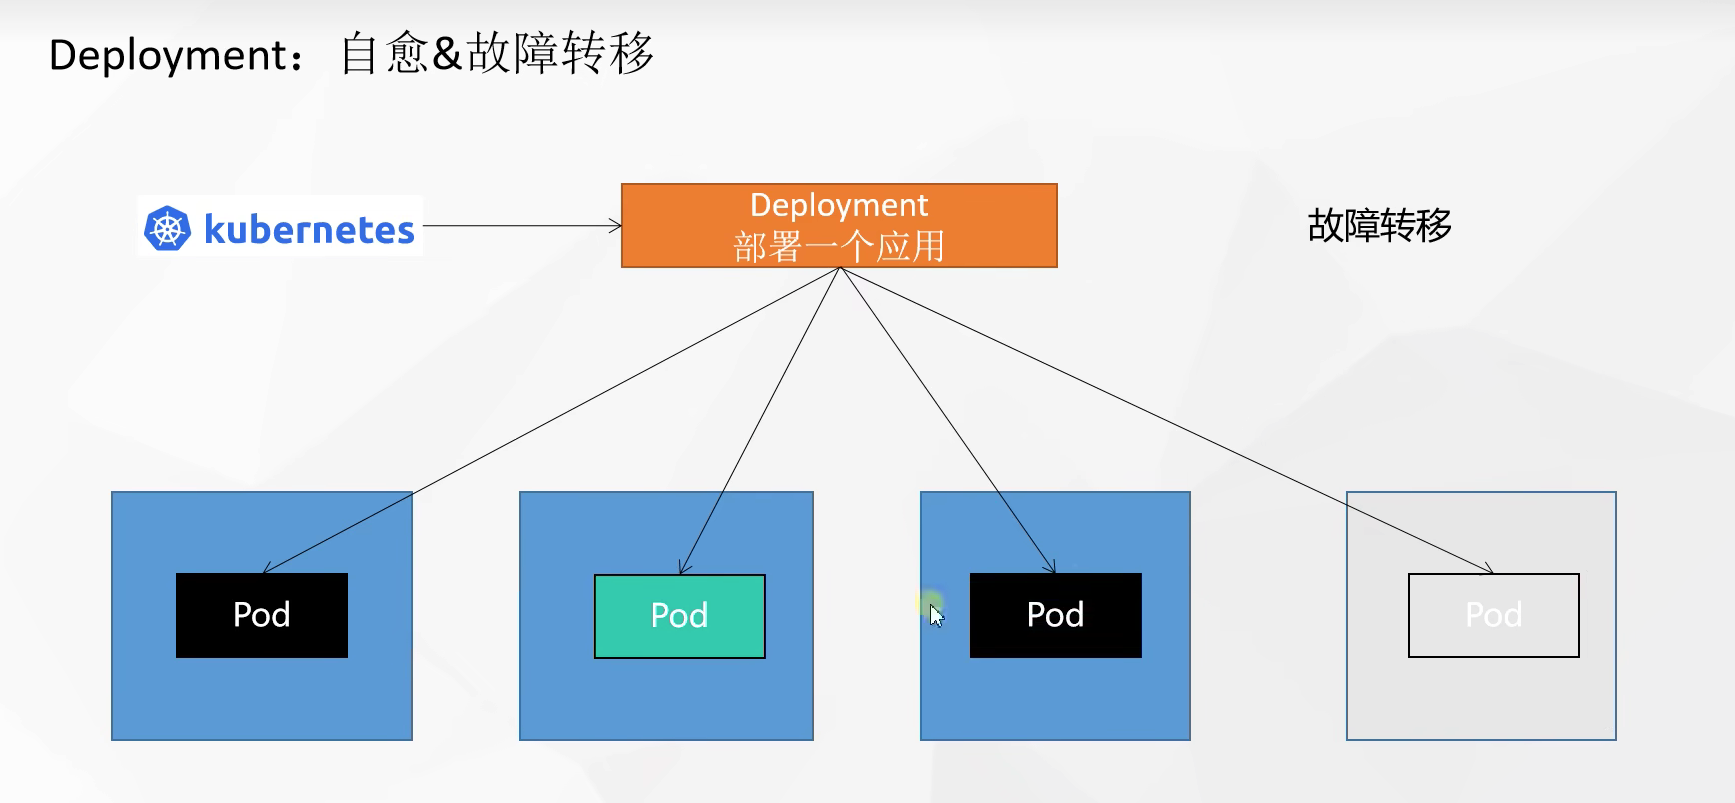 Deployment： 自愈&故障转移
kubernetes
Deployment
部署一个应用
故障转移
Pod
Pod
Pod
Pod